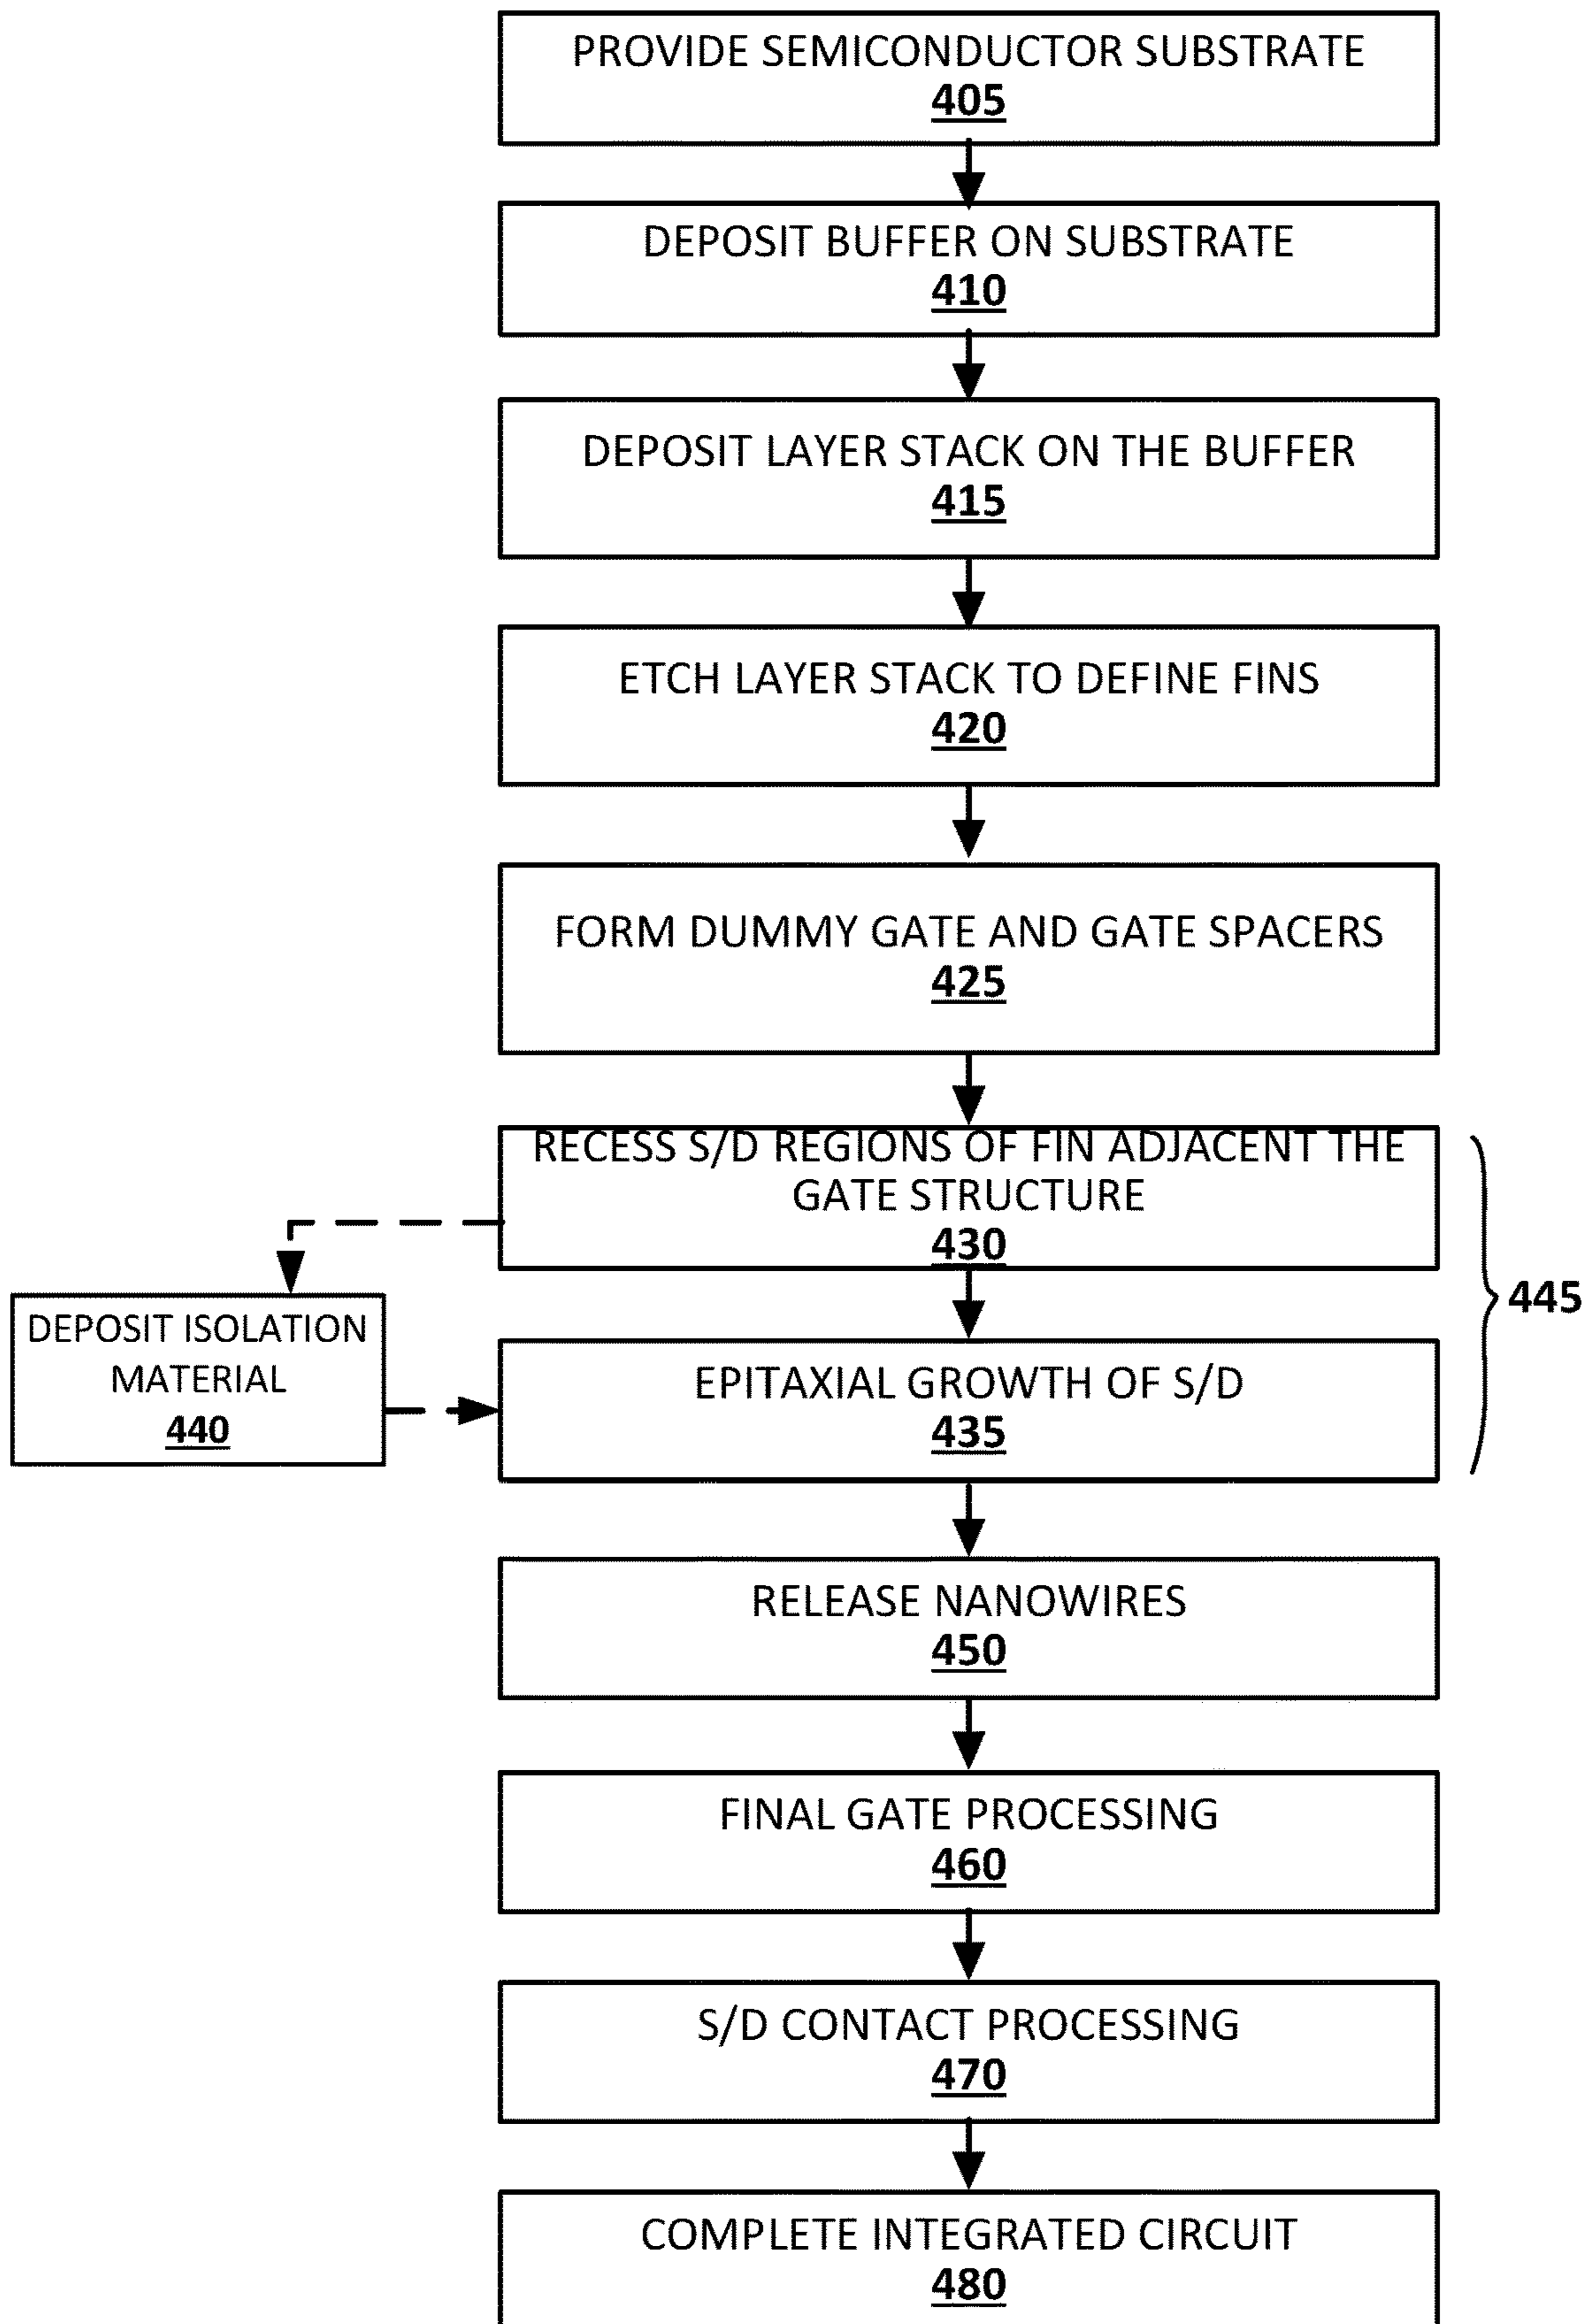 PROVIDE SEMICONDUCTOR SUBSTRATE
405
DEPOSIT BUFFER ON SUBSTRATE
410
DEPOSIT LAYER STACK ON THE BUFFER
415
ETCH LAYER STACK TO DEFINE FINS
420
FORM DUMMY GATE AND GATE SPACERS
425
RECESS S/D REGIONS OF FIN ADJACENT THE
GATE STRUCTURE
430
445
DEPOSIT ISOLATION
MATERIAL
440
EPITAXIAL GROWTH OF S/D
435
RELEASE NANOWIRES
450
FINAL GATE PROCESSING
460
S/D CONTACT PROCESSING
470
COMPLETE INTEGRATED CIRCUIT
480